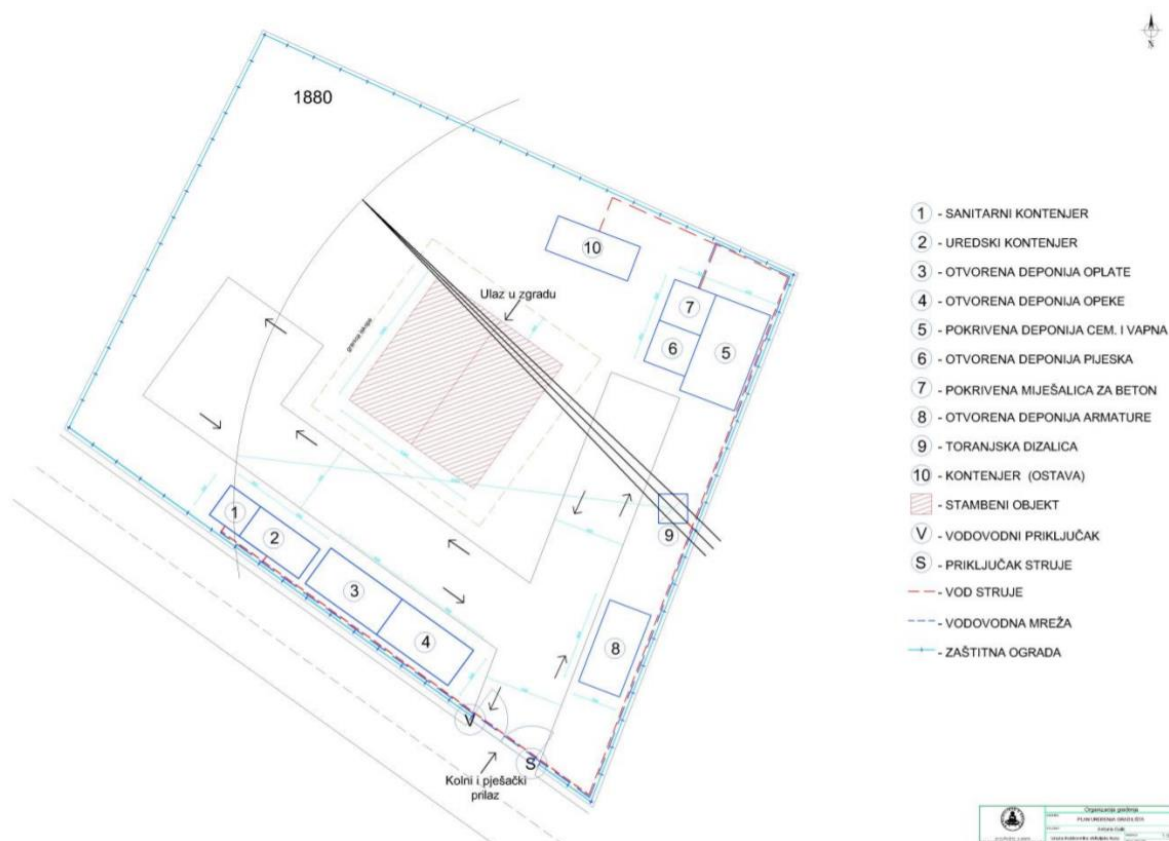 N
1880
10
Ulaz u zgradu
7
6
5
9
1
2
3
4
8
V
S
Kolni i pješački
prilaz
1 - SANITARNI KONTENJER
2 - UREDSKI KONTENJER
3 - OTVORENA DEPONIJA OPLATE
4 - OTVORENA DEPONIJA OPEKE
5 - POKRIVENA DEPONIJA CEM. I VAPNA
6 - OTVORENA DEPONIJA PIJESKA
7 - POKRIVENA MIJEŠALICA ZA BETON
8 - OTVORENA DEPONIJA ARMATURE
9 - TORANJSKA DIZALICA
10 - KONTENJER (OSTAVA)
- STAMBENI OBJEKT
V - VODOVODNI PRIKLJUČAK
S - PRIKLJUČAK STRUJE
- VOD STRUJE
- VODOVODNA MREŽA
- ZAŠTITNA OGRADA
Organizacija građenja
PLAN UREĐENJA GRADILIŠTA